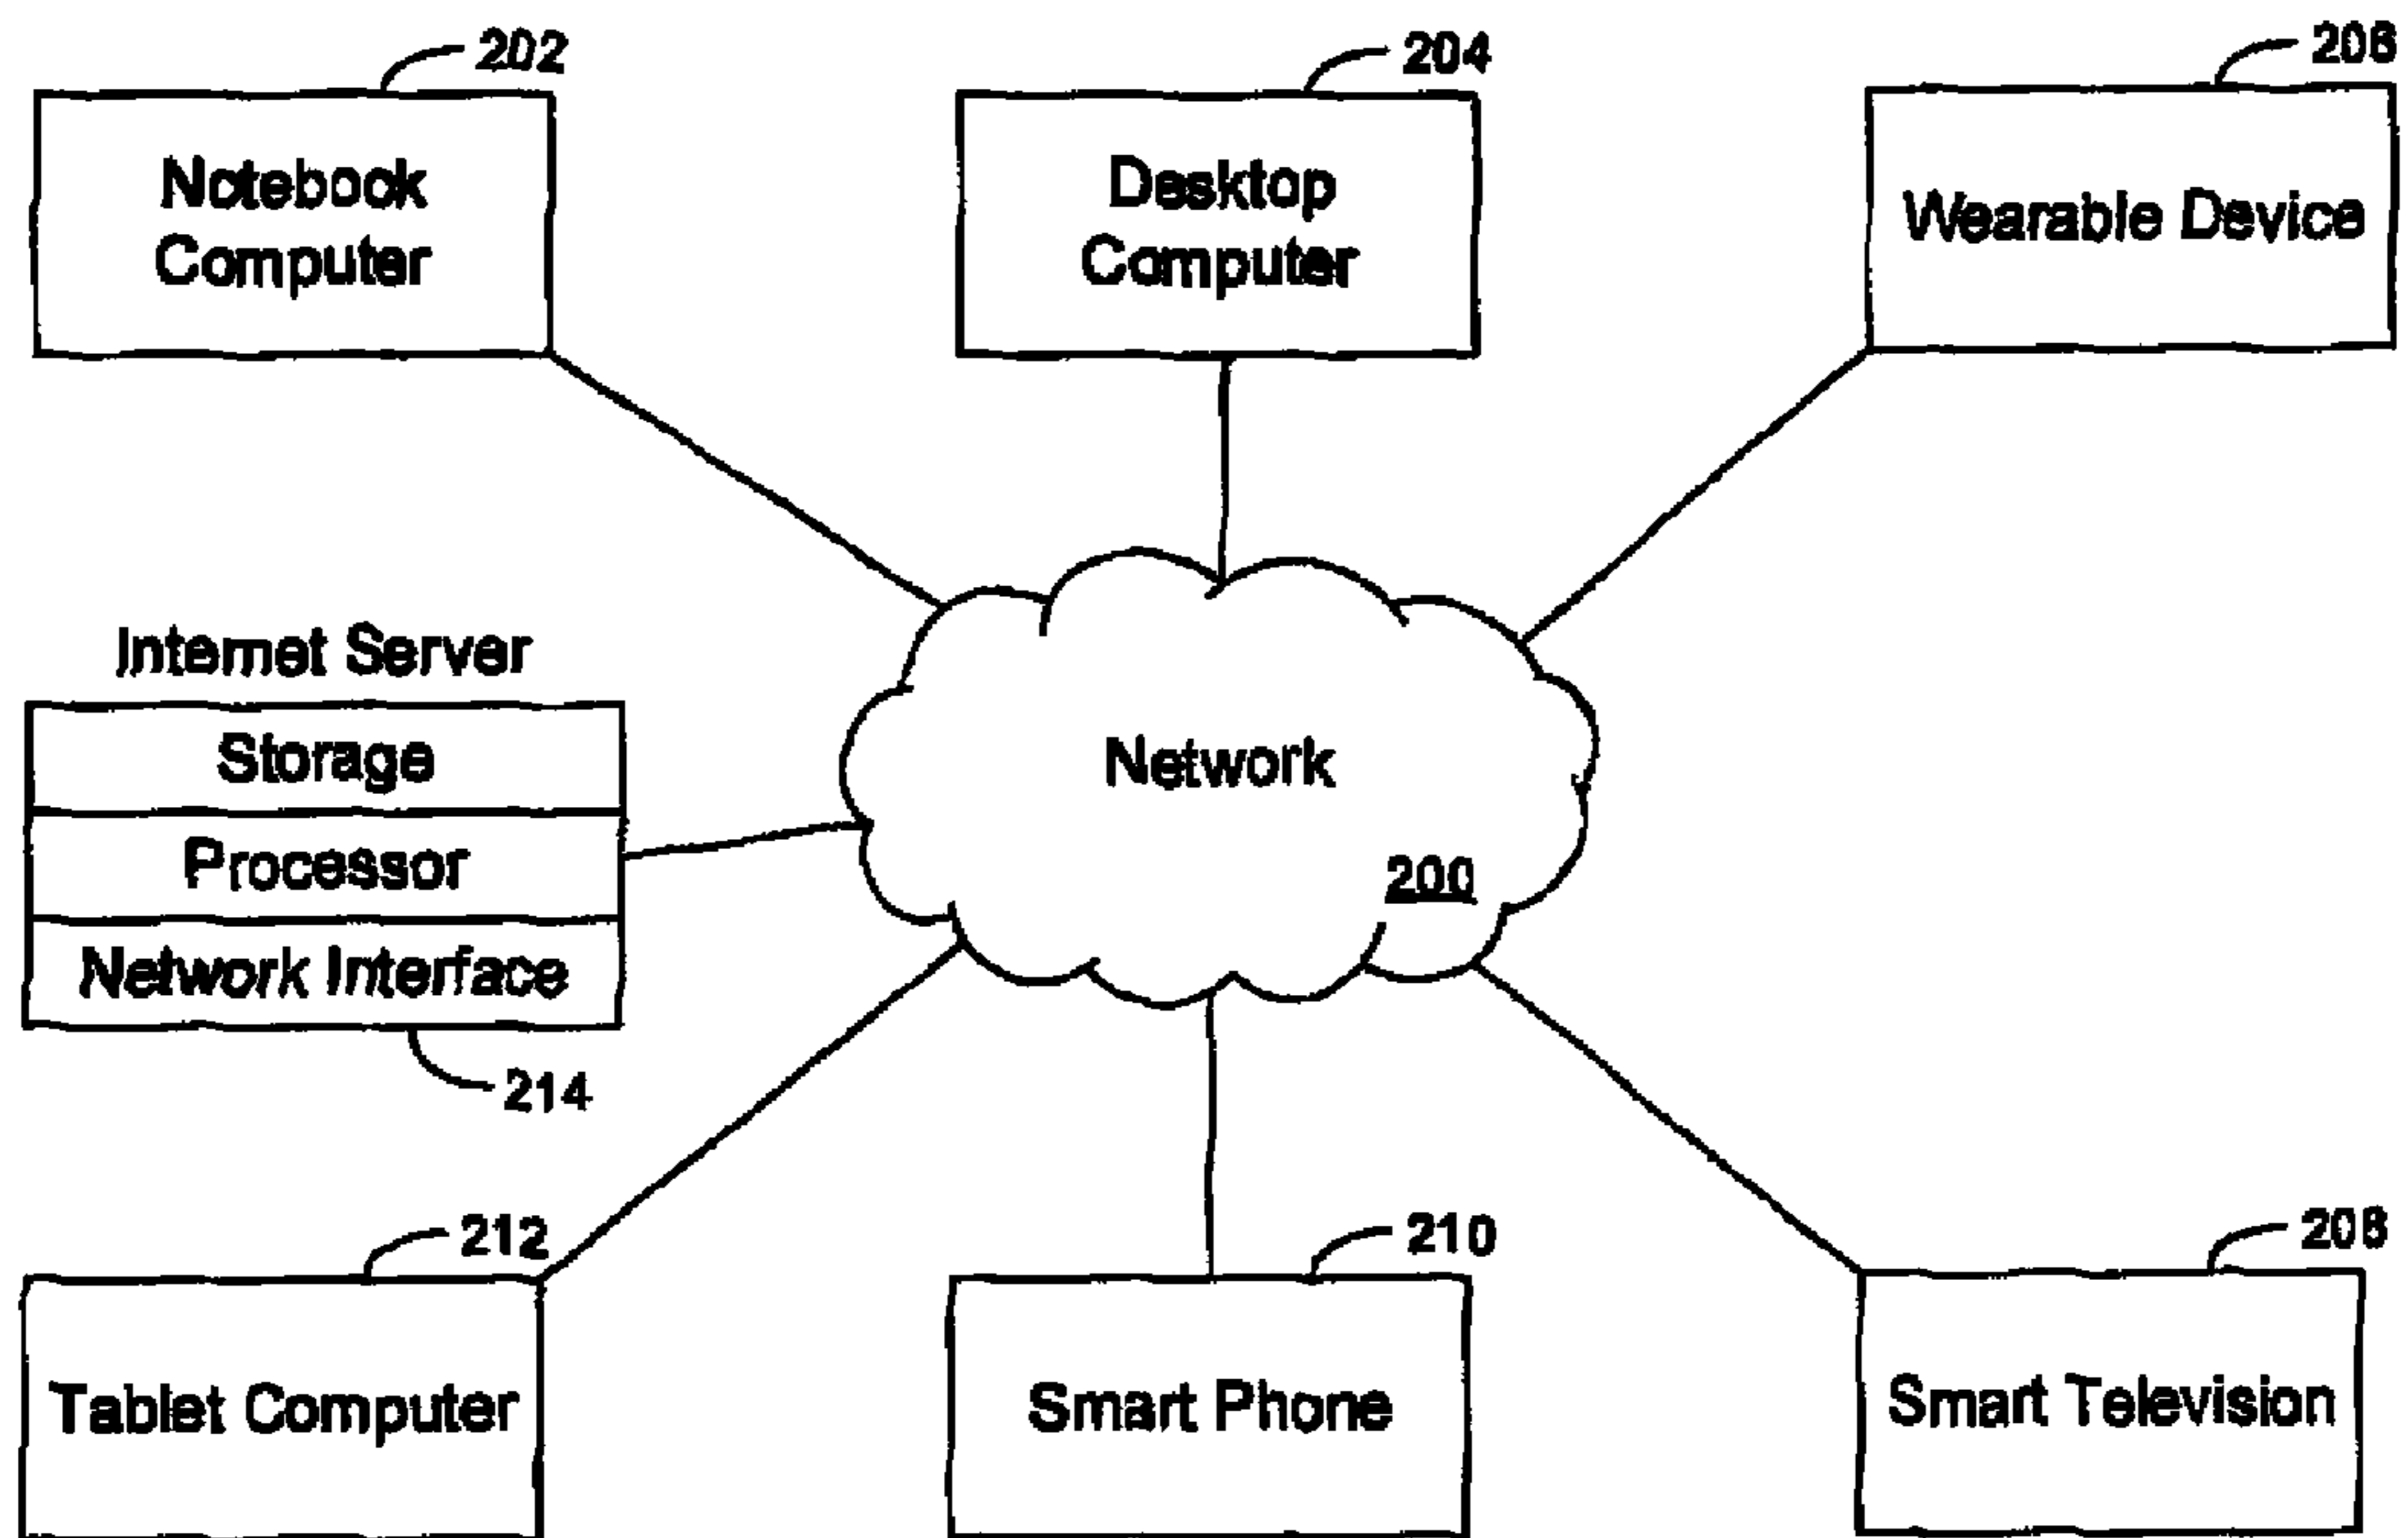 202
204
206
Notebook
Computer
Desktop
Computer
Wearable Device
Internet Server
Storage
Processor
Network Interface
214
Network
200
212
210
208
Tablet Computer
Smart Phone
Smart Television